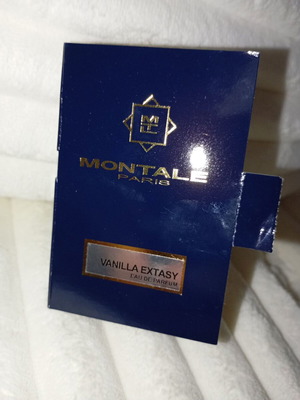 MONTALE
PARIS
VANILLA EXTASY
EAU DE PARFUM